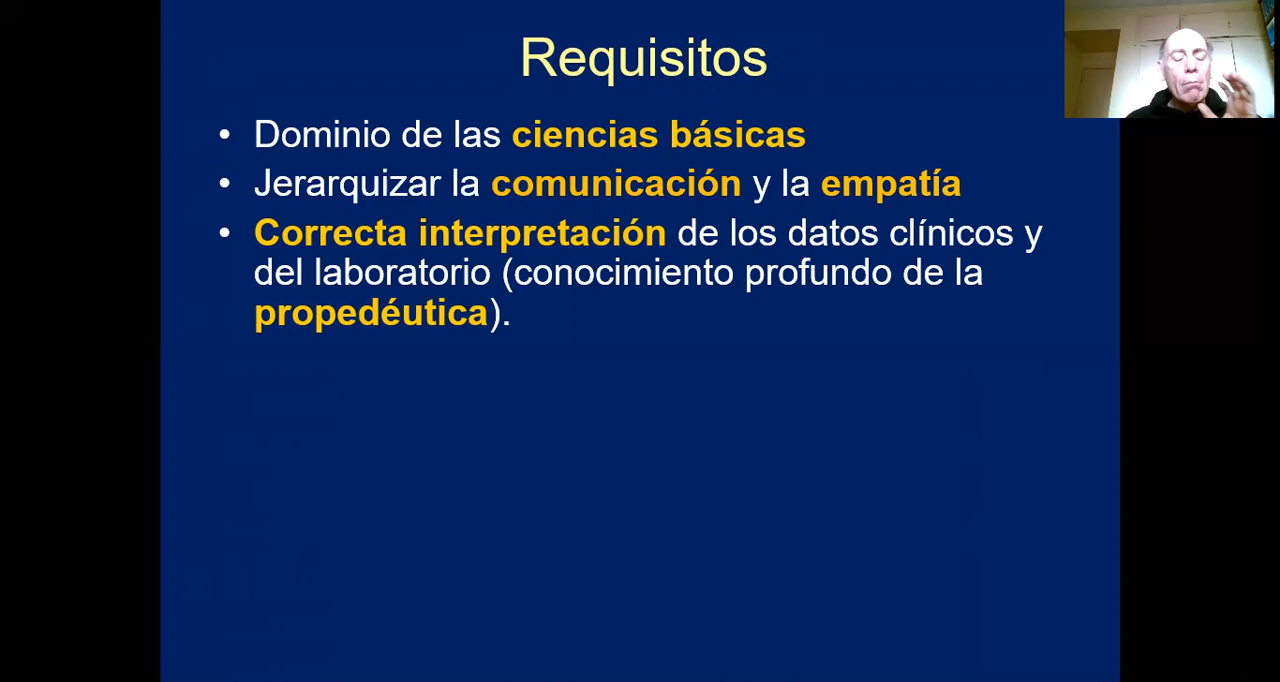 Requisitos
• Dominio de las ciencias básicas
• Jerarquizar la comunicación y la empatía
• Correcta interpretación de los datos clínicos y
del laboratorio (conocimiento profundo de la
propedéutica).